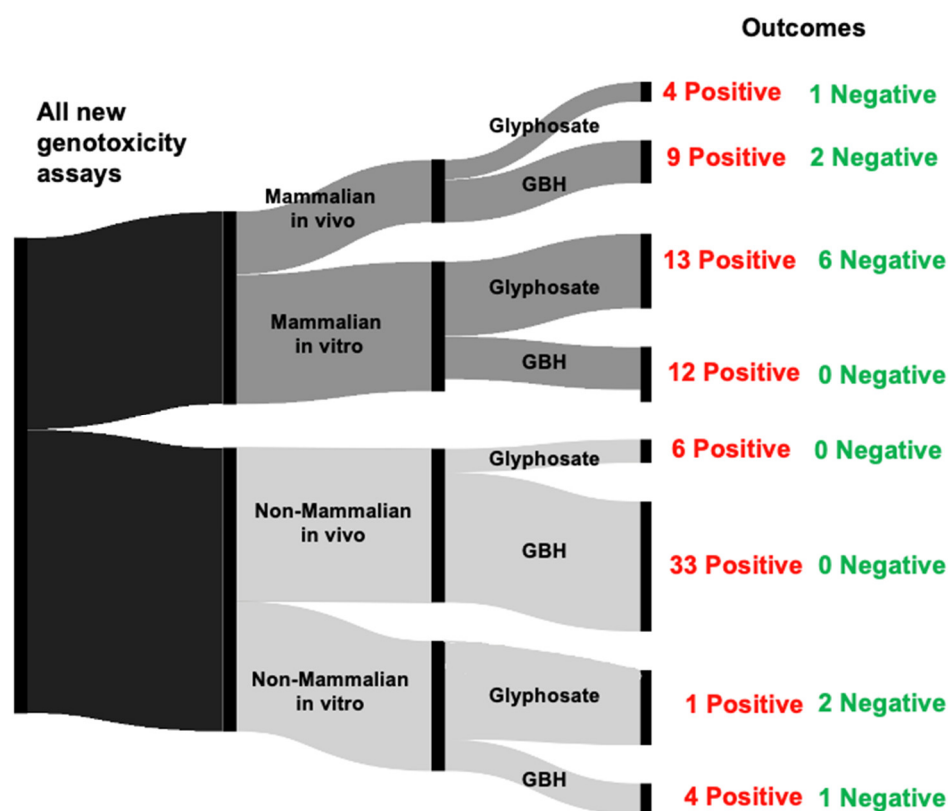 Outcomes
All new
genotoxicity
assays
Mammalian
in vivo
Glyphosate
4 Positive 1 Negative
GBH
9 Positive 2 Negative
Mammalian
in vitro
Glyphosate
13 Positive 6 Negative
GBH
12 Positive 0 Negative
Non-Mammalian
in vivo
Glyphosate
6 Positive 0 Negative
GBH
33 Positive 0 Negative
Non-Mammalian
in vitro
Glyphosate
1 Positive 2 Negative
GBH
4 Positive 1 Negative